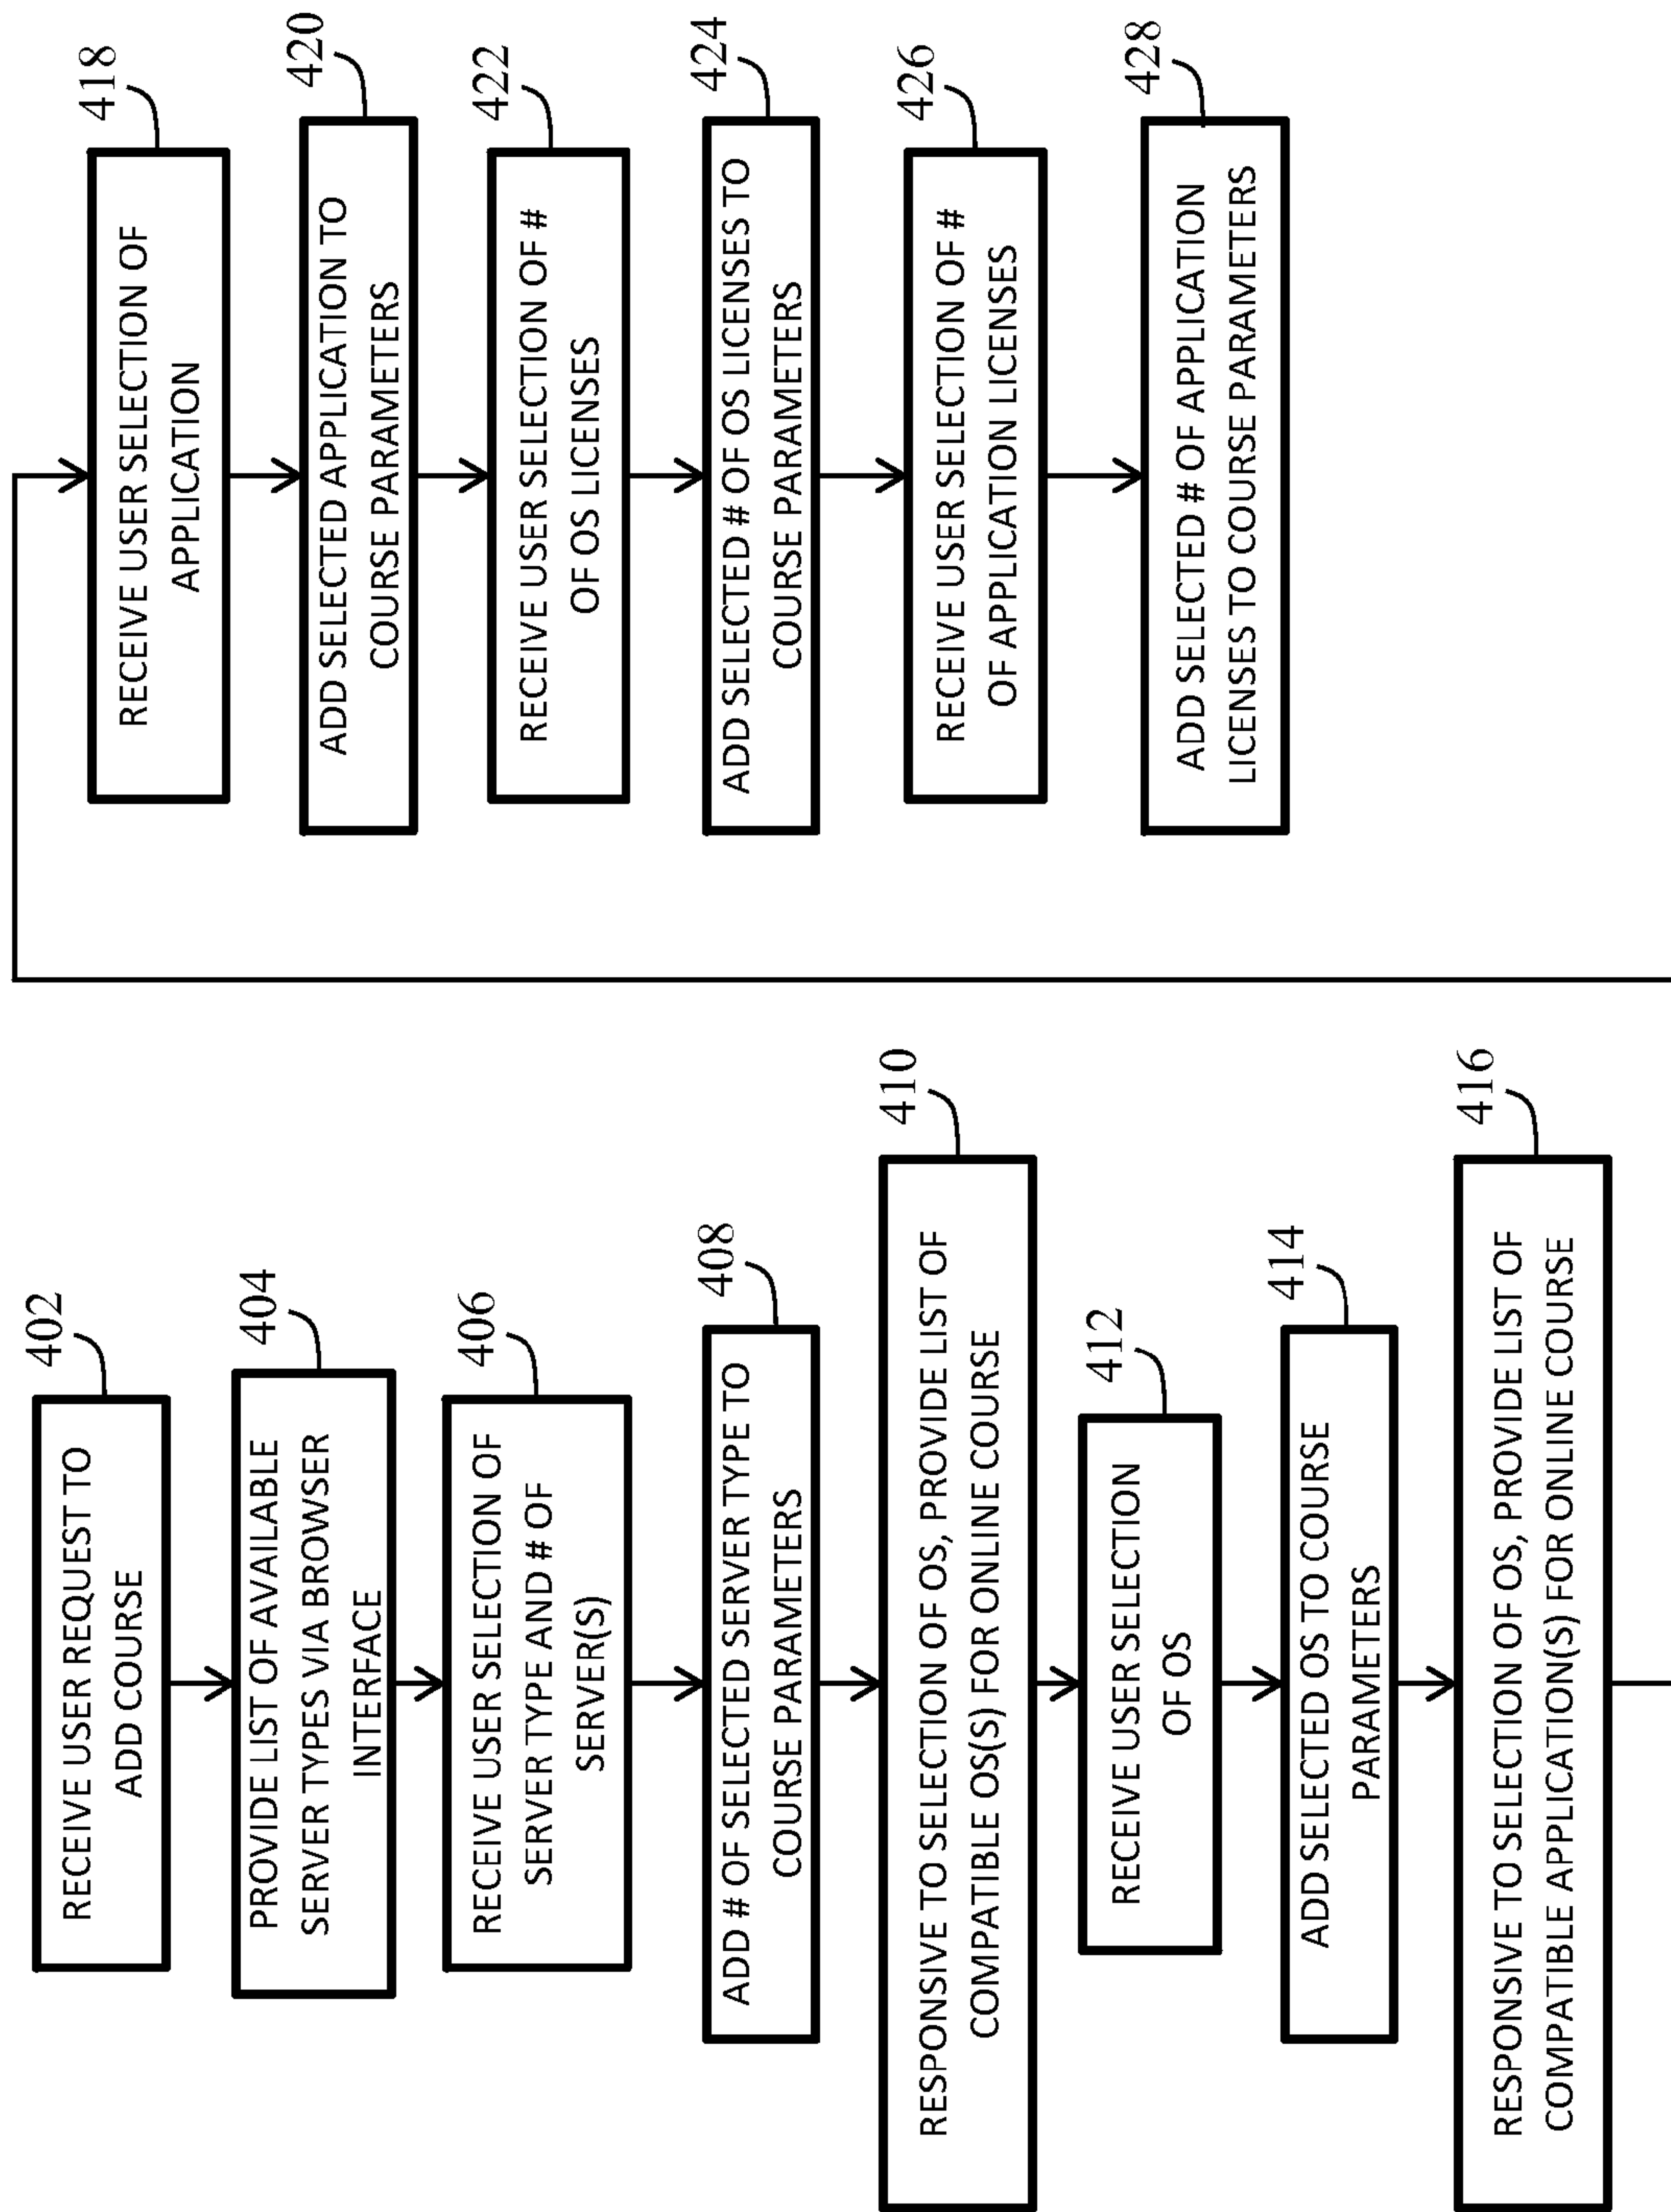 402
RECEIVE USER REQUEST TO
ADD COURSE
404
PROVIDE LIST OF AVAILABLE
SERVER TYPES VIA BROWSER
INTERFACE
406
RECEIVE USER SELECTION OF
SERVER TYPE AND # OF
SERVER(S)
408
ADD # OF SELECTED SERVER TYPE TO
COURSE PARAMETERS
410
RESPONSIVE TO SELECTION OF OS, PROVIDE LIST OF
COMPATIBLE OS(S) FOR ONLINE COURSE
412
RECEIVE USER SELECTION
OF OS
414
ADD SELECTED OS TO COURSE
PARAMETERS
416
RESPONSIVE TO SELECTION OF OS, PROVIDE LIST OF
COMPATIBLE APPLICATION(S) FOR ONLINE COURSE
418
RECEIVE USER SELECTION OF
APPLICATION
420
ADD SELECTED APPLICATION TO
COURSE PARAMETERS
422
RECEIVE USER SELECTION OF #
OF OS LICENSES
424
ADD SELECTED # OF OS LICENSES TO
COURSE PARAMETERS
426
RECEIVE USER SELECTION OF #
OF APPLICATION LICENSES
428
ADD SELECTED # OF APPLICATION
LICENSES TO COURSE PARAMETERS